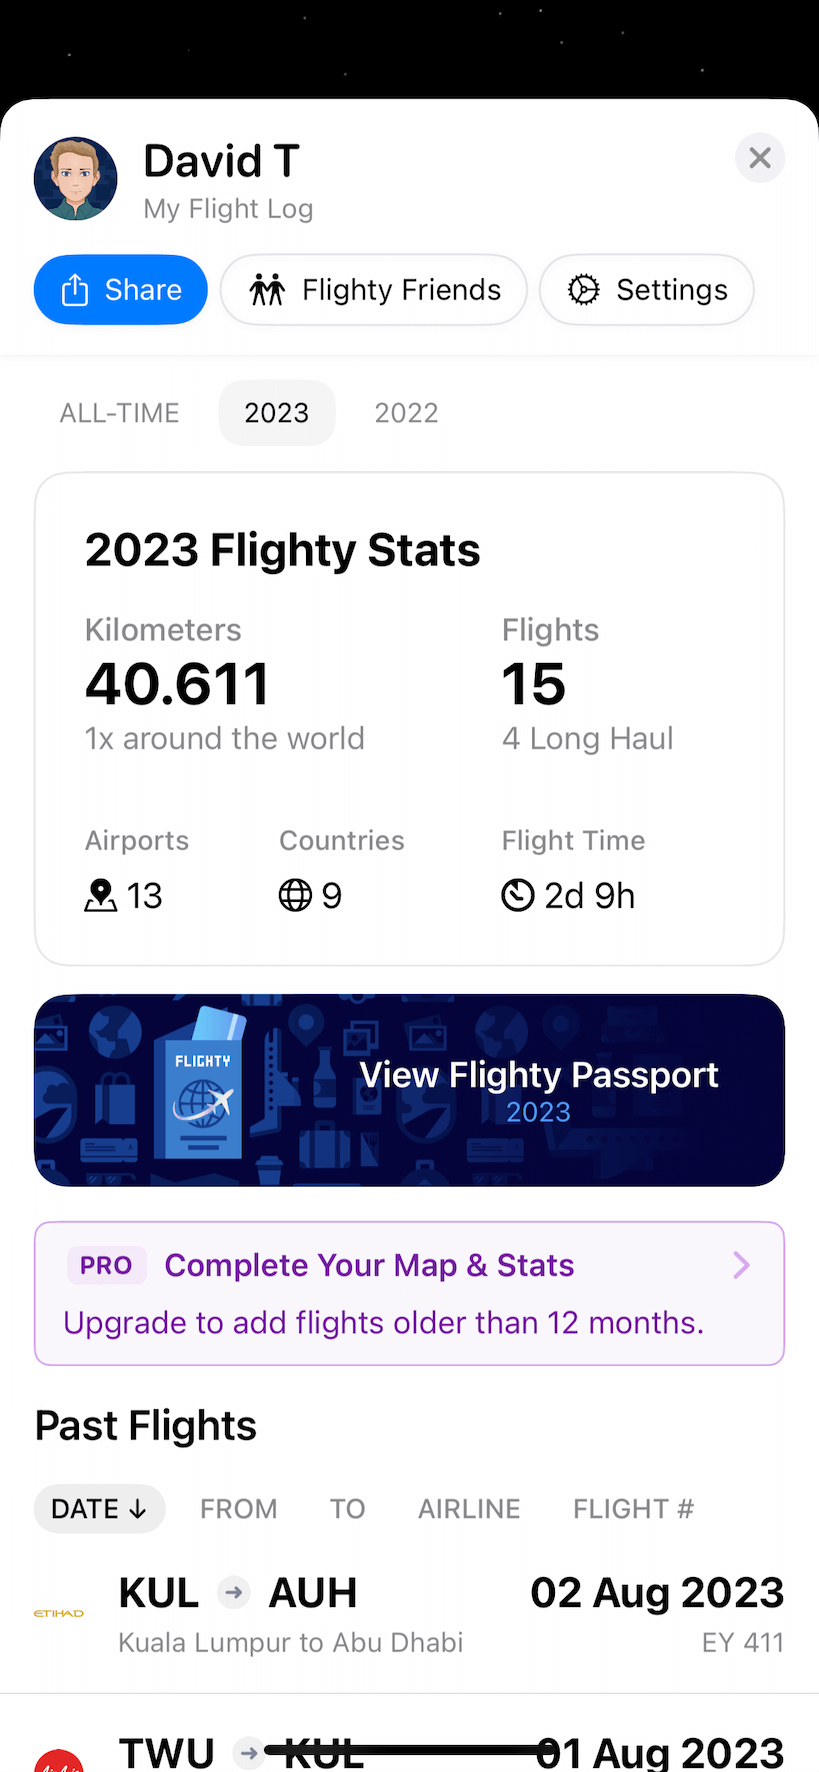 David T
My Flight Log
Share
Flighty Friends
Settings
ALL-TIME
2023
2022
2023 Flighty Stats
Kilometers
Flights
40.611
15
1x around the world
4 Long Haul
Airports
Countries
Flight Time
13
9
2d 9h
FLIGHTY
View Flighty Passport
2023
PRO
Complete Your Map & Stats
Upgrade to add flights older than 12 months.
Past Flights
DATE ↓
FROM
TO
AIRLINE
FLIGHT #
ETIHAD
KUL → AUH
02 Aug 2023
Kuala Lumpur to Abu Dhabi
EY 411
TWU → KUL
01 Aug 2023
AirAsia